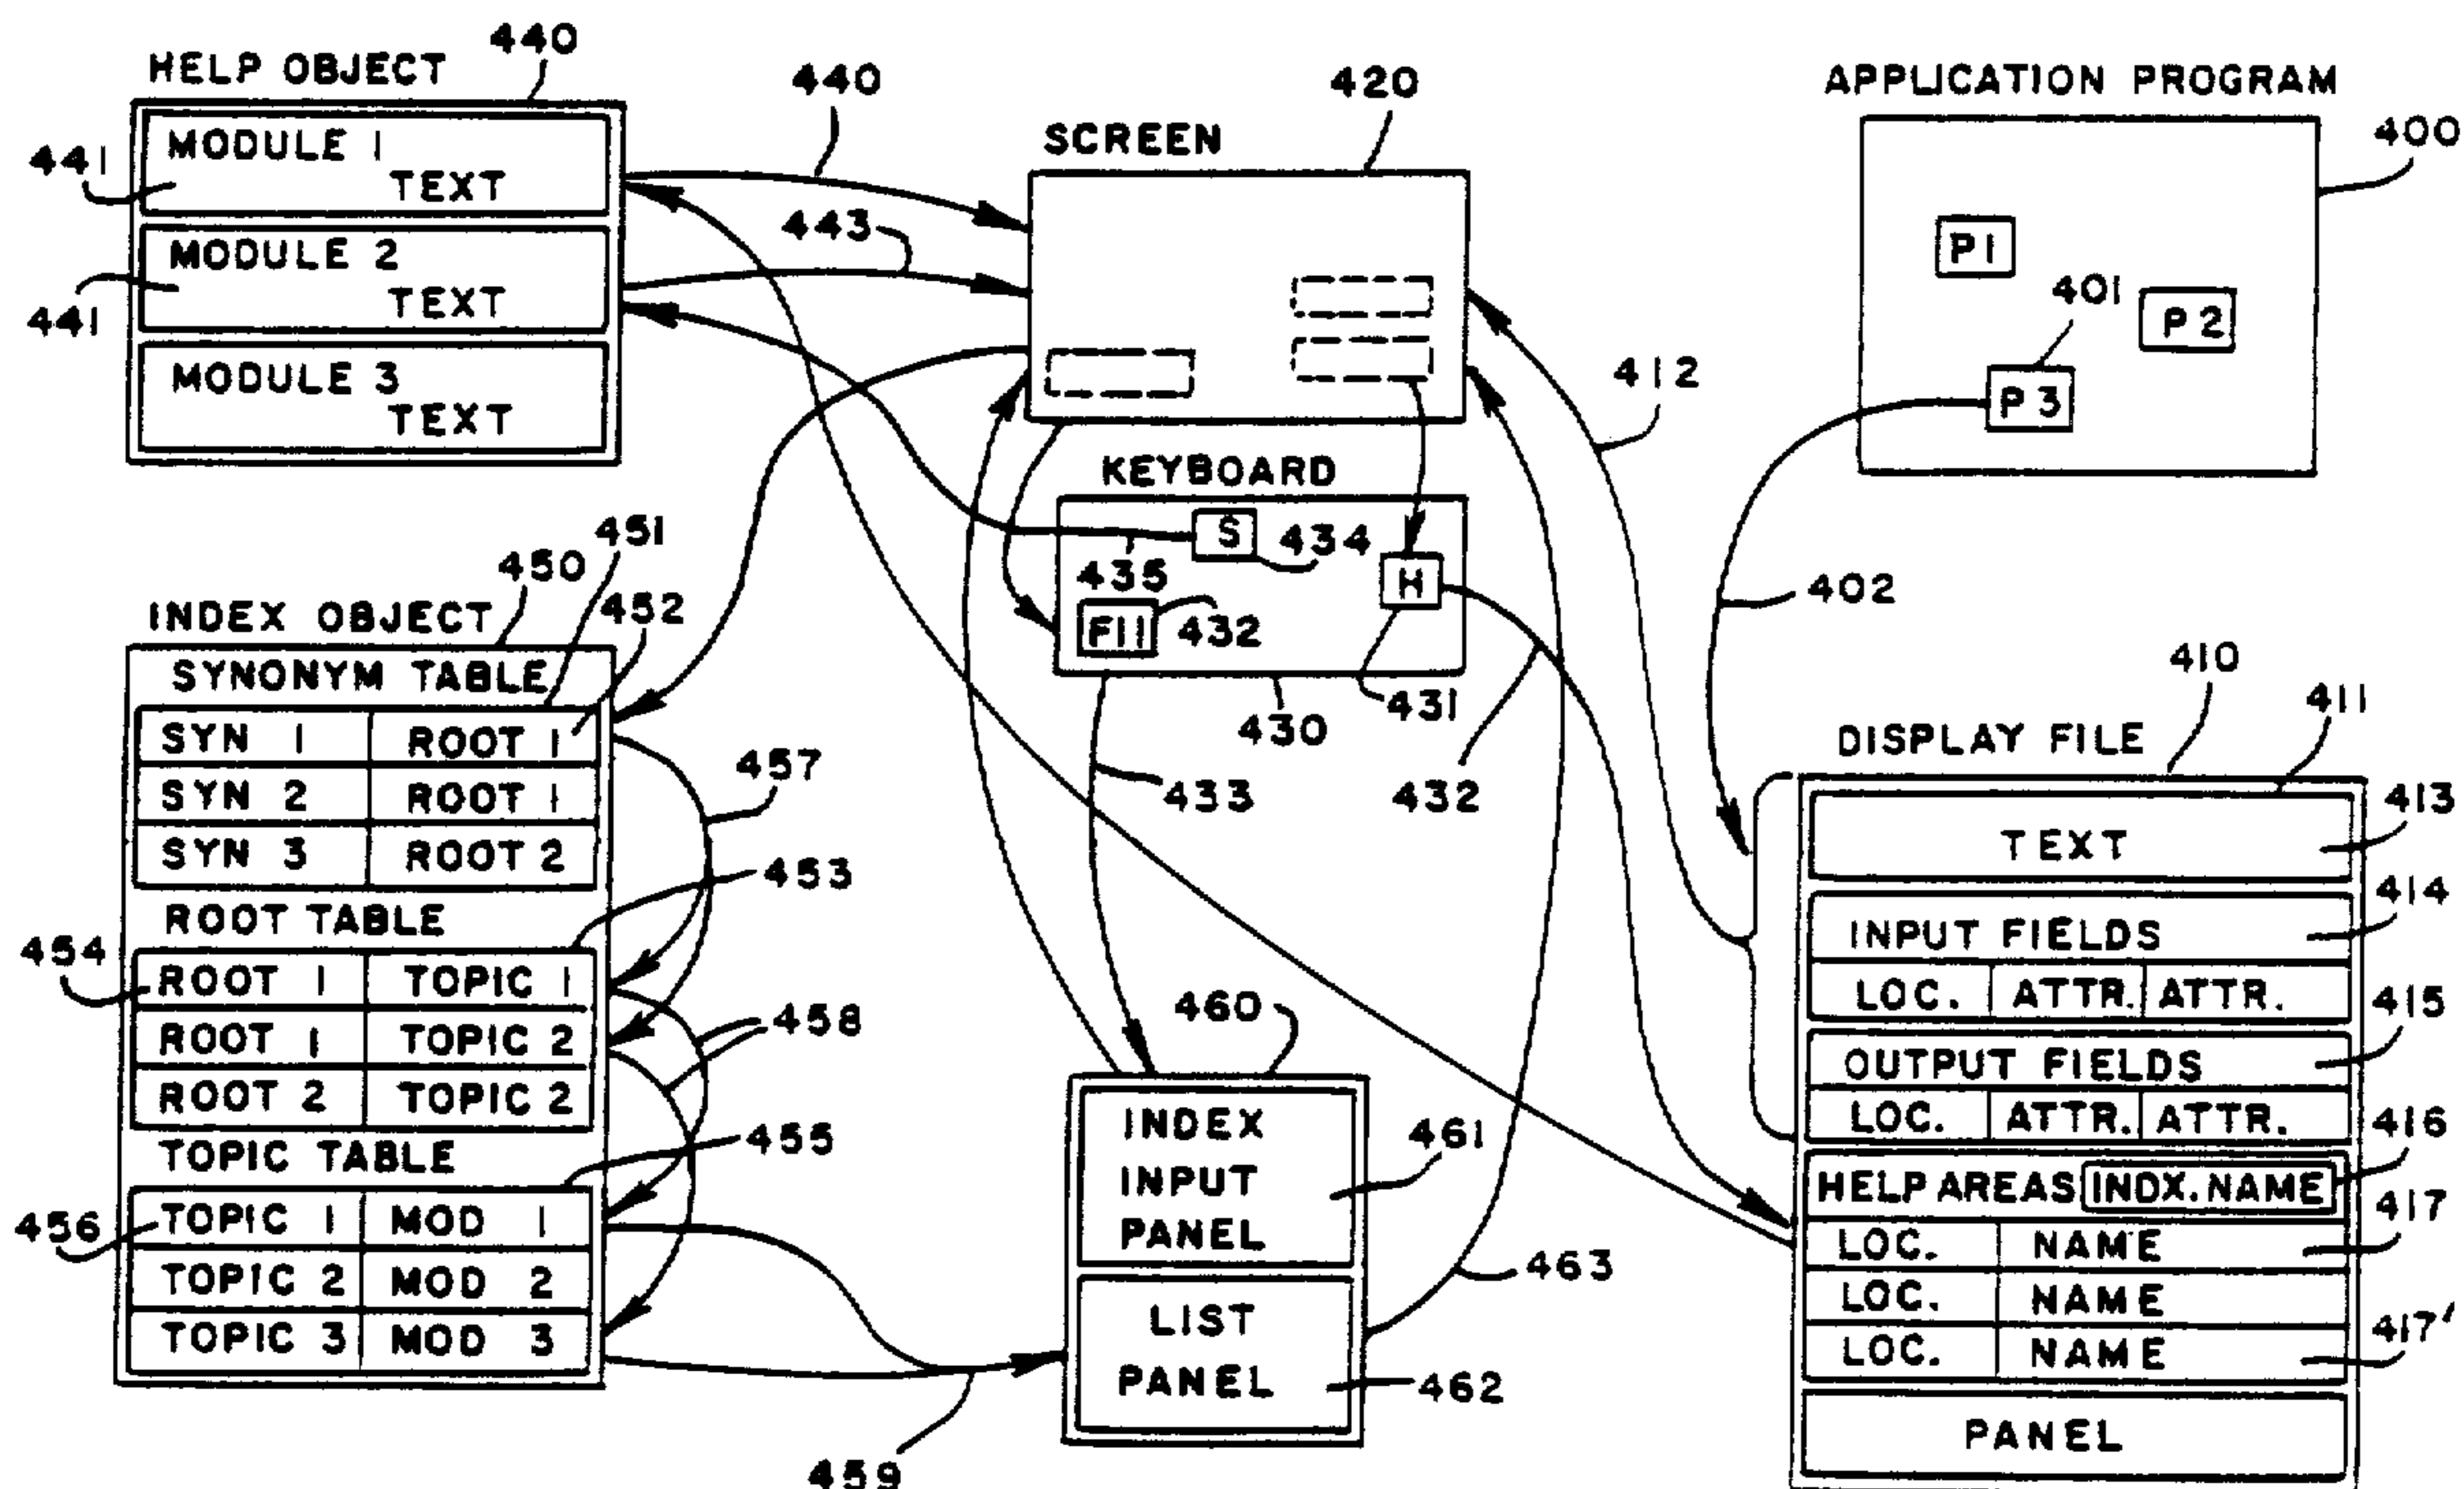 440
HELP OBJECT
MODULE 1
TEXT
441
MODULE 2
TEXT
441
MODULE 3
TEXT
440
443
420
SCREEN
KEYBOARD
S
434
435
H
F11
432
431
430
433
432
APPLICATION PROGRAM
400
P1
P2
401
P3
412
402
450
451
452
INDEX OBJECT
SYNONYM TABLE
SYN 1 ROOT 1
SYN 2 ROOT 1
SYN 3 ROOT 2
457
453
ROOT TABLE
454
ROOT 1 TOPIC 1
ROOT 1 TOPIC 2
ROOT 2 TOPIC 2
458
TOPIC TABLE
455
456
TOPIC 1 MOD 1
TOPIC 2 MOD 2
TOPIC 3 MOD 3
459
460
INDEX
INPUT
PANEL
461
LIST
PANEL
462
463
410
411
DISPLAY FILE
TEXT
413
414
INPUT FIELDS
LOC. ATTR. ATTR.
415
OUTPUT FIELDS
LOC. ATTR. ATTR.
416
HELP AREAS INDX. NAME
417
LOC. NAME
LOC. NAME
417'
LOC. NAME
PANEL